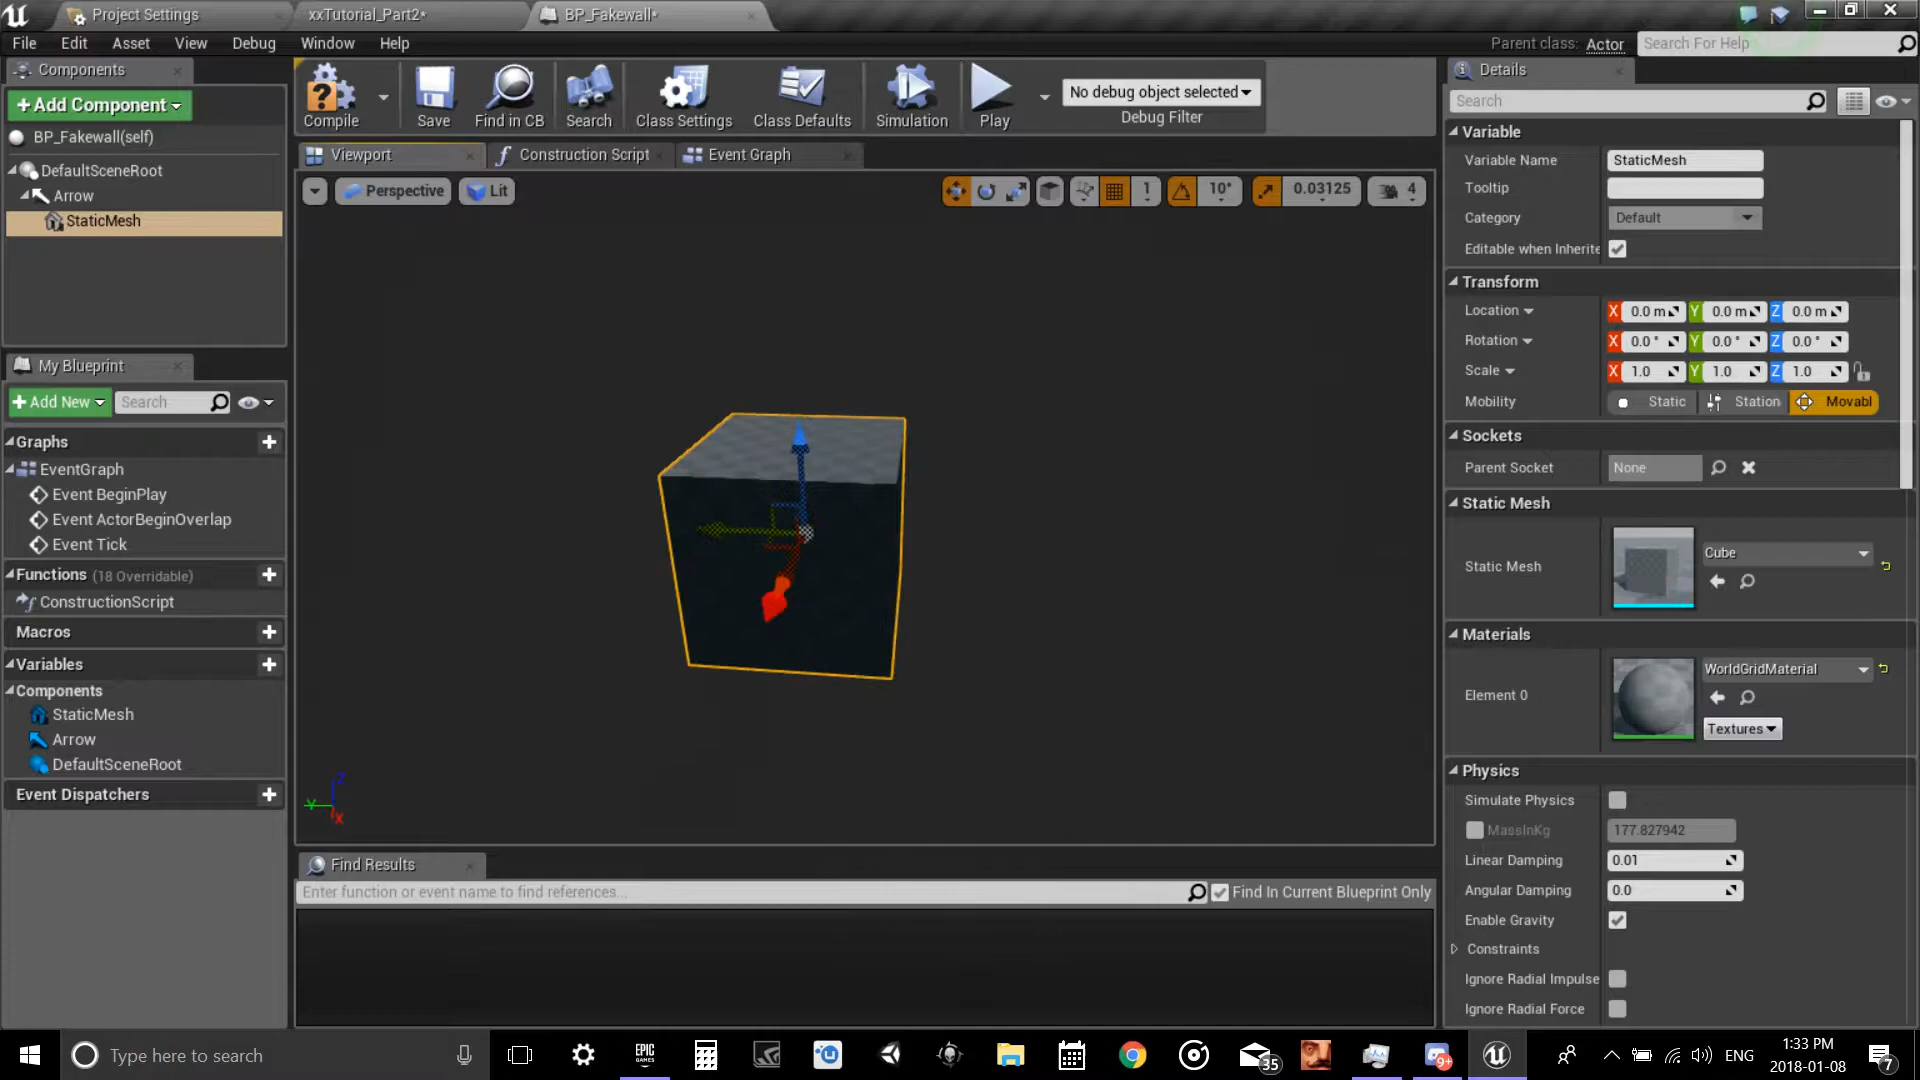 Project Settings
xxTutorial_Part2*
BP_Fakewall*
File Edit Asset View Debug Window Help
Parent class: Actor
Search For Help
Components
+Add Component
BP_Fakewall(self)
DefaultSceneRoot
Arrow
StaticMesh
Compile
Save
Find in CB
Search
Class Settings
Class Defaults
Simulation
Play
No debug object selected
Debug Filter
Viewport
Construction Script
Event Graph
Perspective
Lit
1
10°
0.03125
4
Z
Y
X
My Blueprint
+Add New
Search
Graphs
EventGraph
Event BeginPlay
Event ActorBeginOverlap
Event Tick
Functions (18 Overridable)
ConstructionScript
Macros
Variables
Components
StaticMesh
Arrow
DefaultSceneRoot
Event Dispatchers
Find Results
Enter function or event name to find references...
Find In Current Blueprint Only
Details
Search
Variable
Variable Name StaticMesh
Tooltip
Category Default
Editable when Inherite
Transform
Location X 0.0 m Y 0.0 m Z 0.0 m
Rotation X 0.0 ° Y 0.0 ° Z 0.0 °
Scale X 1.0 Y 1.0 Z 1.0
Mobility Static Station Movabl
Sockets
Parent Socket None
Static Mesh
Static Mesh Cube
Materials
Element 0 WorldGridMaterial
Textures
Physics
Simulate Physics
MassInKg 177.827942
Linear Damping 0.01
Angular Damping 0.0
Enable Gravity
Constraints
Ignore Radial Impulse
Ignore Radial Force
Type here to search
EPIC GAMES
35
9+
ENG
1:33 PM
2018-01-08
7